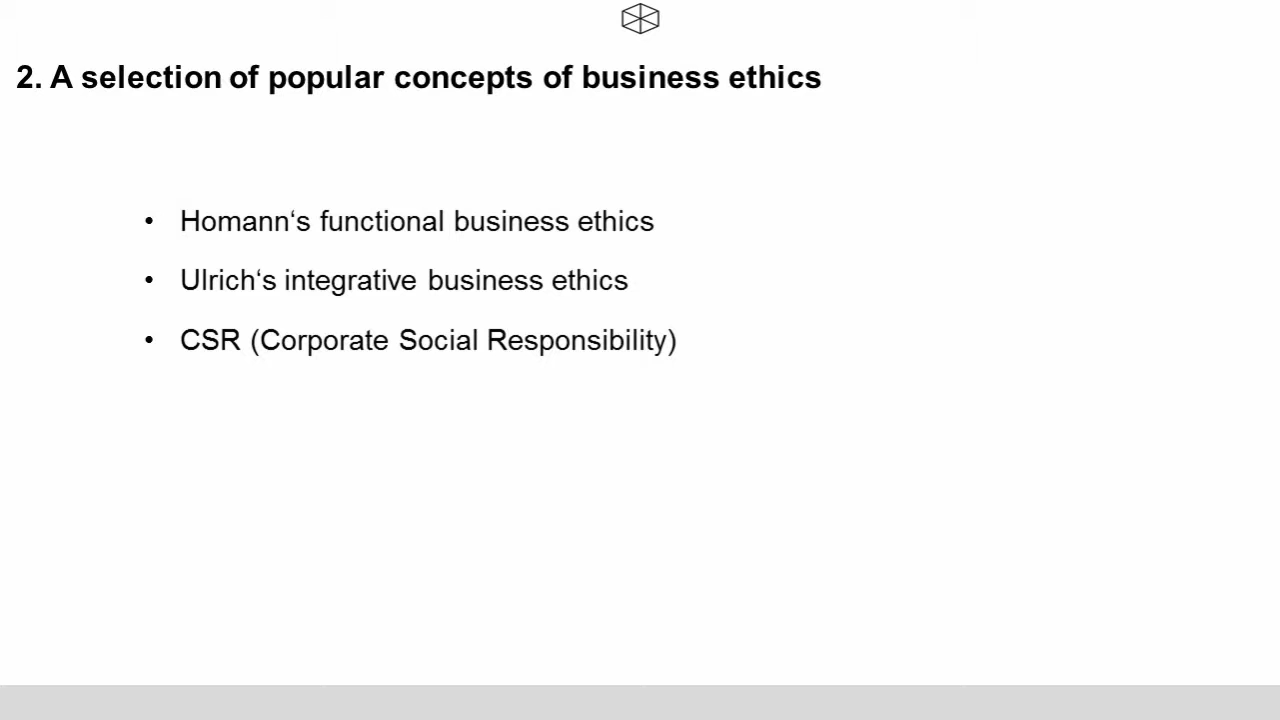 2. A selection of popular concepts of business ethics
• Homann‘s functional business ethics
• Ulrich‘s integrative business ethics
• CSR (Corporate Social Responsibility)